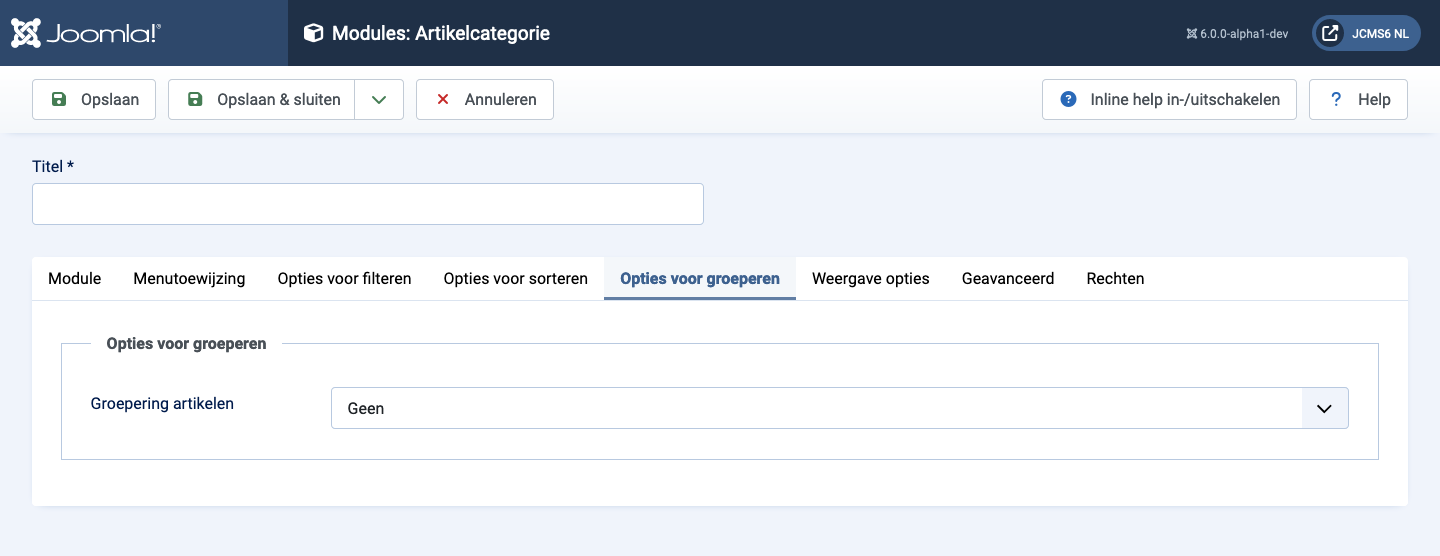 Joomla!®
Modules: Artikelcategorie
6.0.0-alpha1-dev
JCMS6 NL
Opslaan
Opslaan & sluiten
Annuleren
? Inline help in-/uitschakelen
? Help
Titel *
Module Menutoewijzing Opties voor filteren Opties voor sorteren Opties voor groeperen Weergave opties Geavanceerd Rechten
Opties voor groeperen
Groepering artikelen
Geen